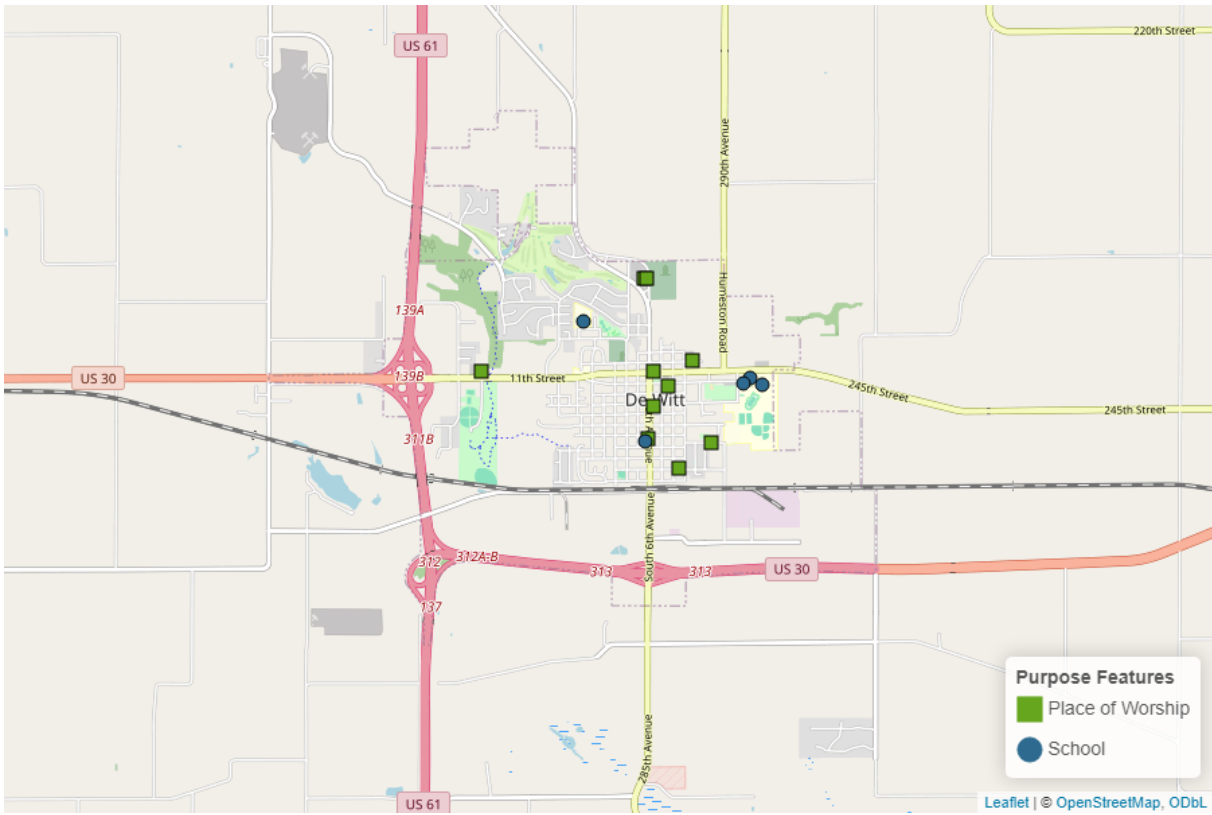 220th Street
US 61
290th Avenue
Humeston Road
139A
US 30
139B
11th Street
245th Street
245th Street
De Witt
311B
South 6th Avenue
312
312A-B
313
313
US 30
137
285th Avenue
US 61
Purpose Features
Place of Worship
School
Leaflet | © OpenStreetMap, ODbL